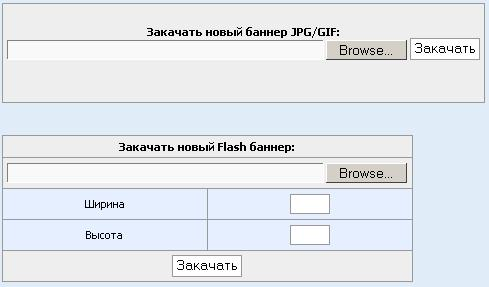 Закачать новый баннер JPG/GIF:
Browse... Закачать
Закачать новый Flash баннер:
Browse...
Ширина
Высота
Закачать